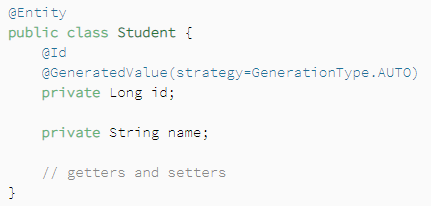 @Entity
public class Student {
    @Id
    @GeneratedValue(strategy=GenerationType.AUTO)
    private Long id;

    private String name;

    // getters and setters
}